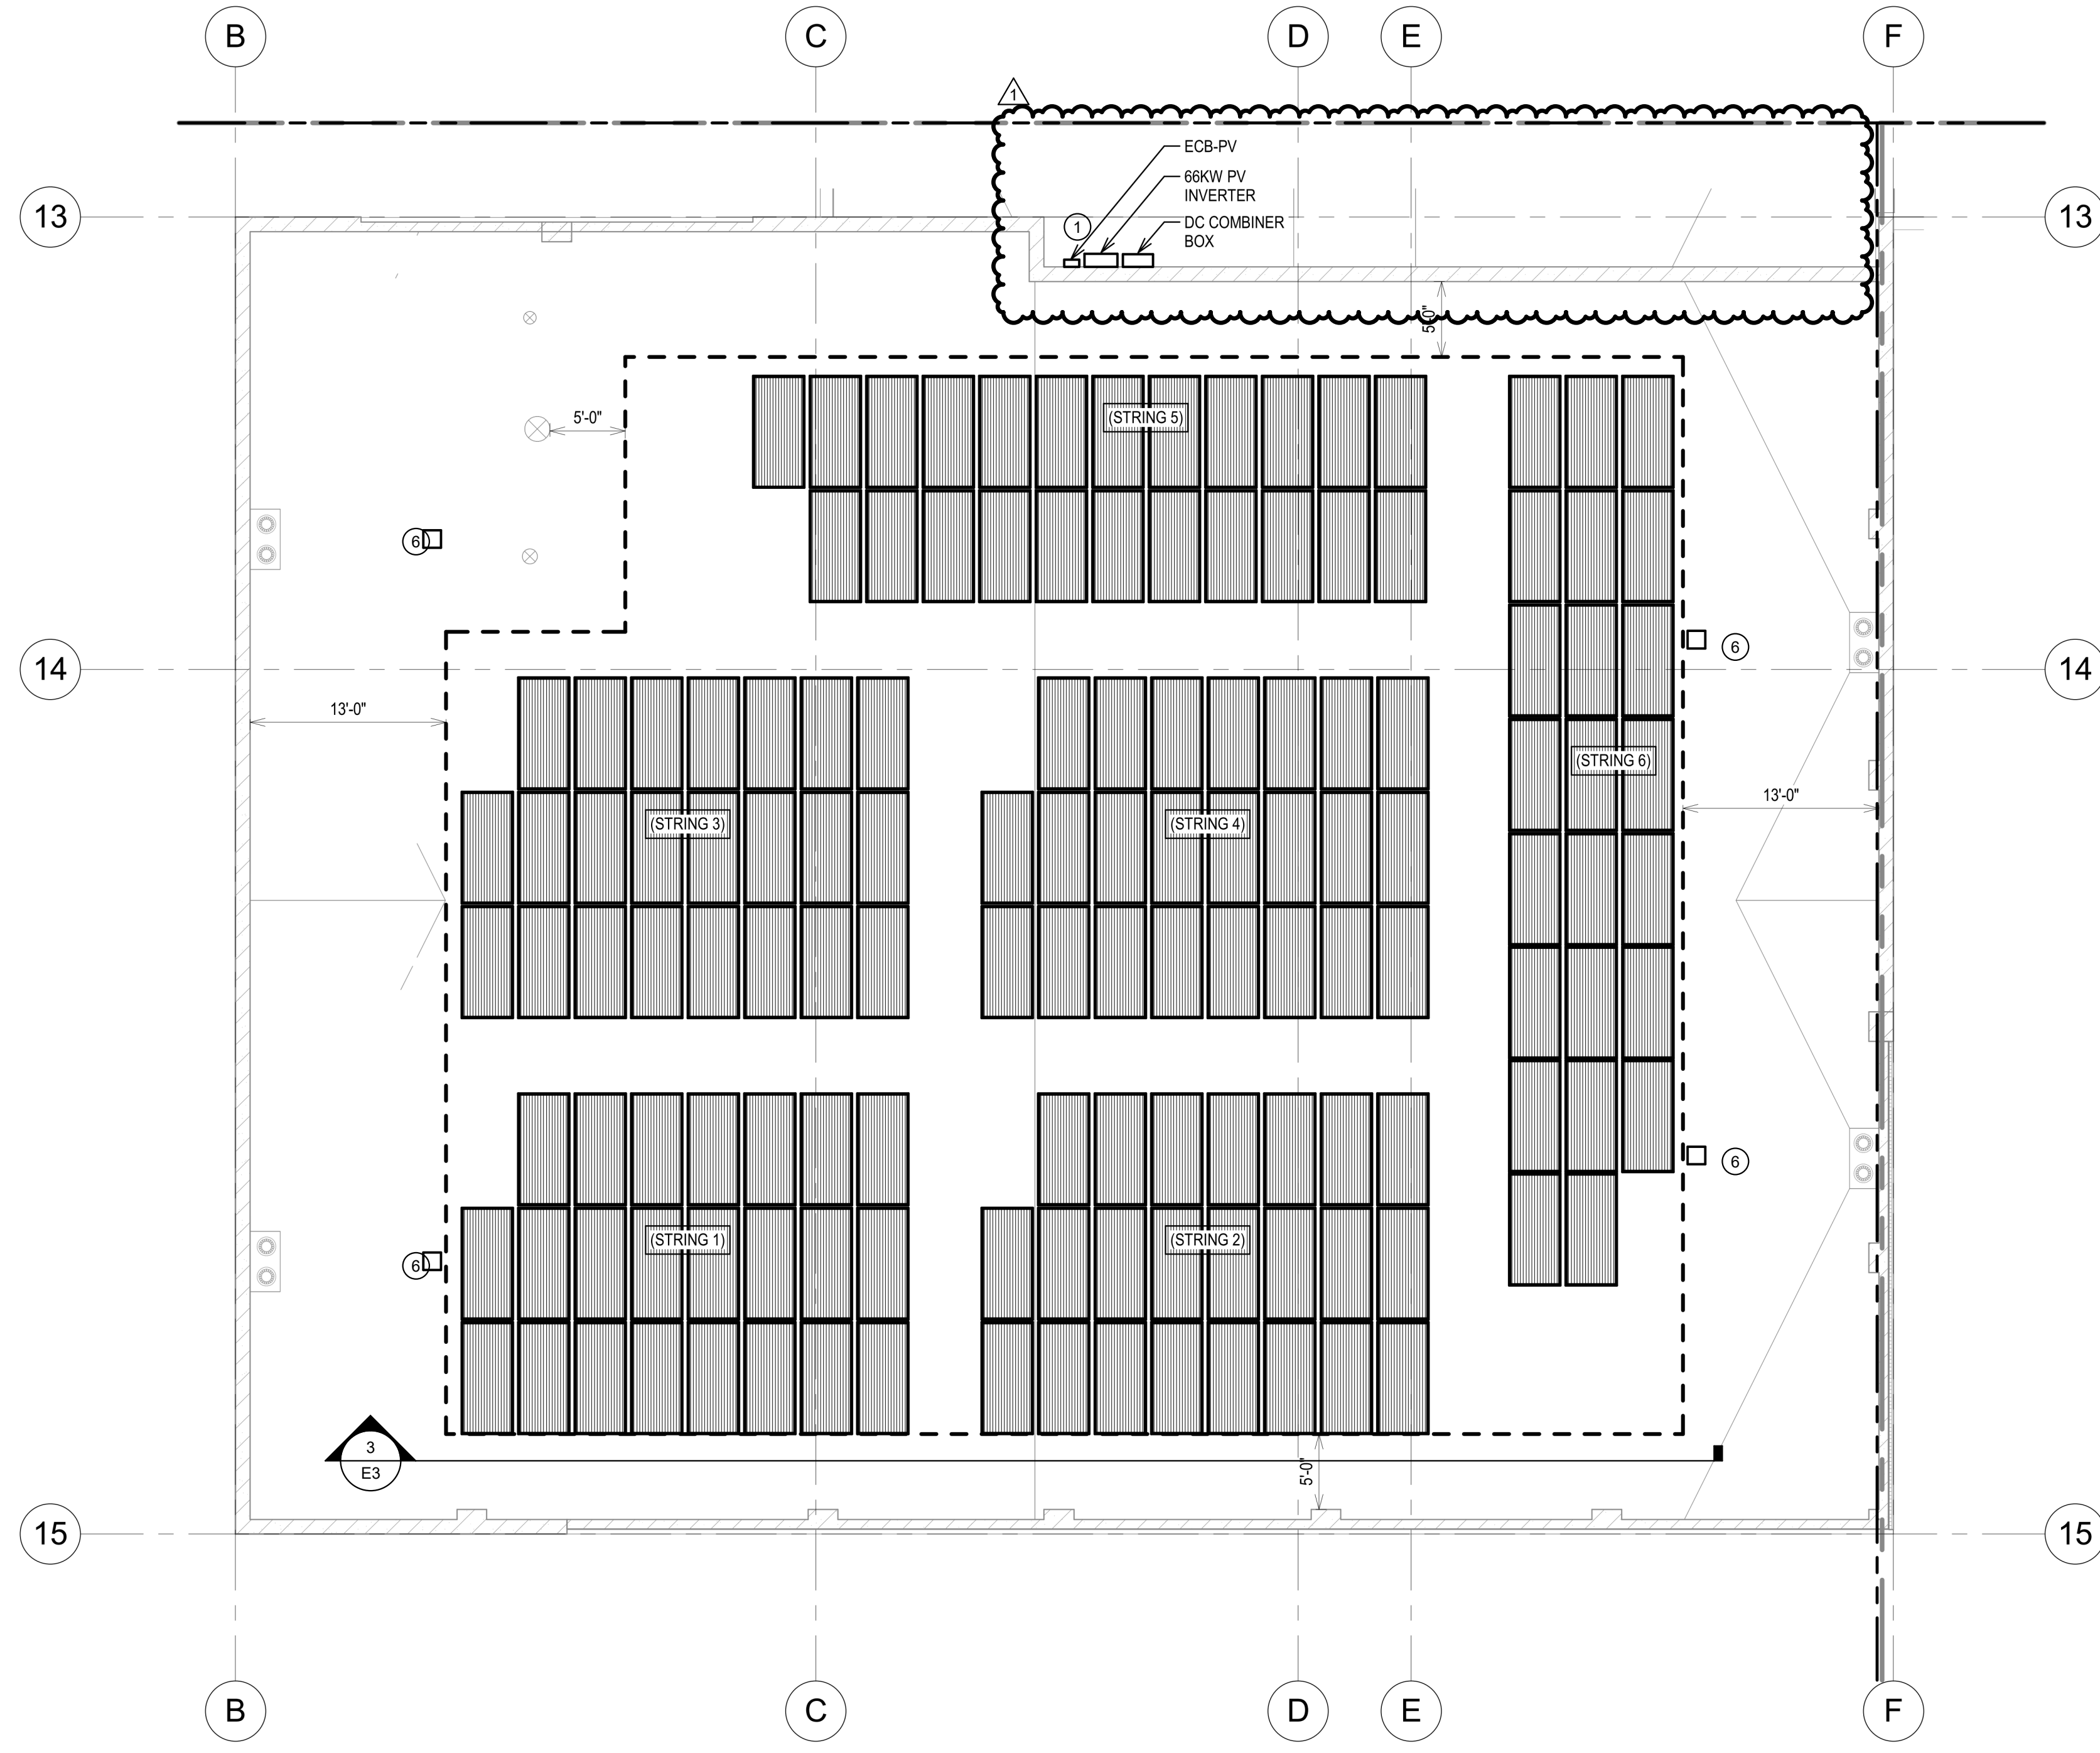 B
C
D
E
F
1
ECB-PV
66KW PV
INVERTER
13
13
1
DC COMBINER
BOX
5'-0"
5'-0"
(STRING 5)
6
6
14
14
13'-0"
(STRING 6)
13'-0"
(STRING 3)
(STRING 4)
6
(STRING 1)
(STRING 2)
6
3
E3
5'-0"
15
15
B
C
D
E
F